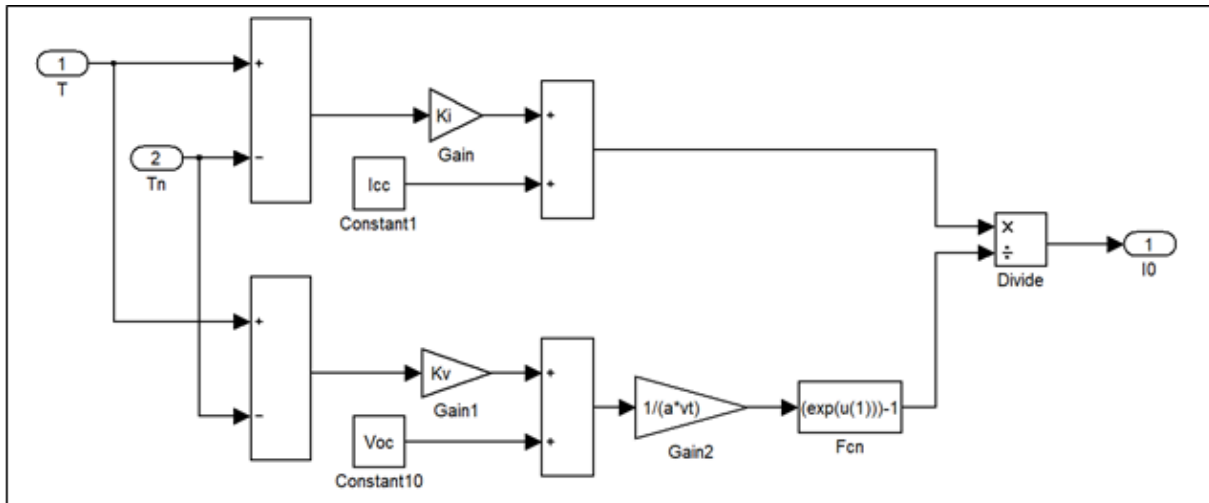 1
T
+
−
2
Tn
Ki
Gain
Icc
Constant1
+
+
×
÷
Divide
1
I0
+
−
Kv
Gain1
Voc
Constant10
+
+
1/(a*vt)
Gain2
(exp(u(1)))-1
Fcn